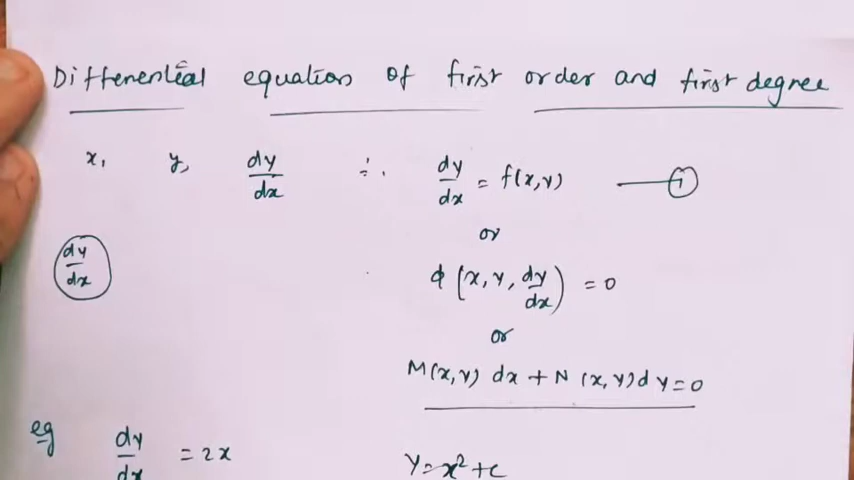 Differential equations of first order and first degree
x, y, dy/dx ∴ dy/dx = f(x,y) — ①
or
dy/dx
ϕ (x, y, dy/dx) = 0
or
M(x,y) dx + N (x,y) dy = 0
eg dy/dx = 2x y = x² + c